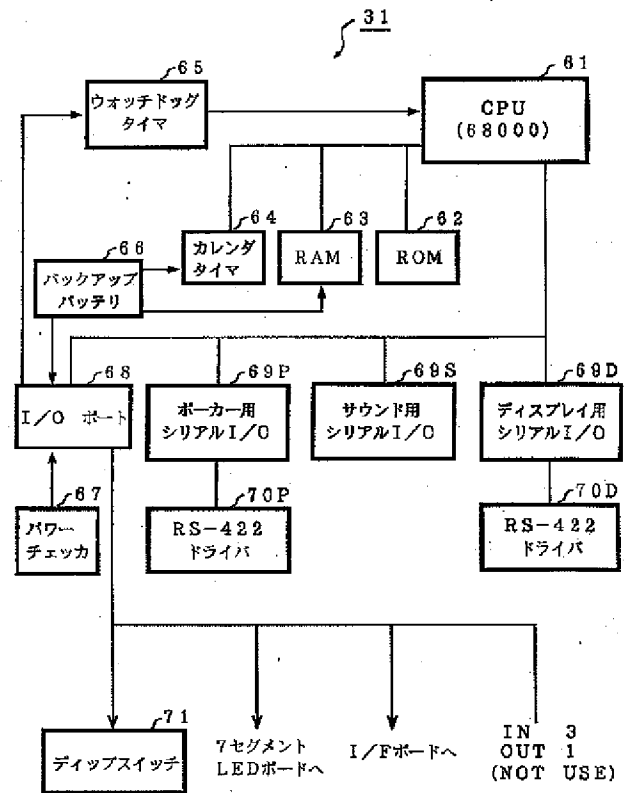 31
65
ウォッチドッグ
タイマ
61
CPU
(68000)
64
カレンダ
タイマ
63
RAM
62
ROM
66
バックアップ
バッテリ
68
I/O ポート
69P
ポーカー用
シリアルI/O
69S
サウンド用
シリアルI/O
69D
ディスプレイ用
シリアルI/O
67
パワー
チェッカ
70P
RS-422
ドライバ
70D
RS-422
ドライバ
71
ディップスイッチ
7セグメント
LEDボードへ
I/Fボードへ
IN 3
OUT 1
(NOT USE)